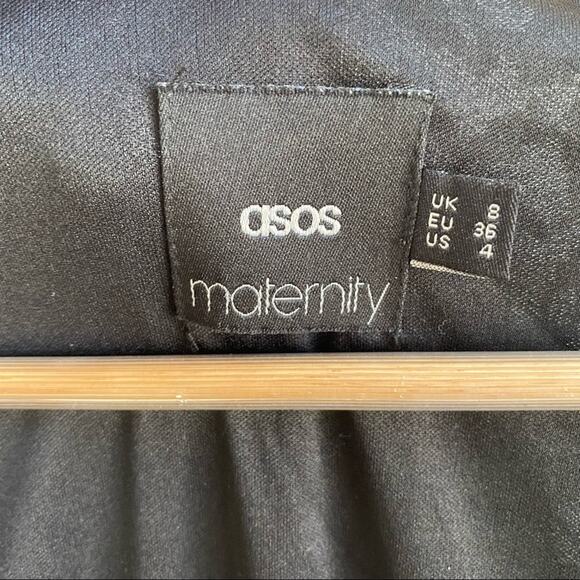 asos
maternity
UK 8
EU 36
US 4